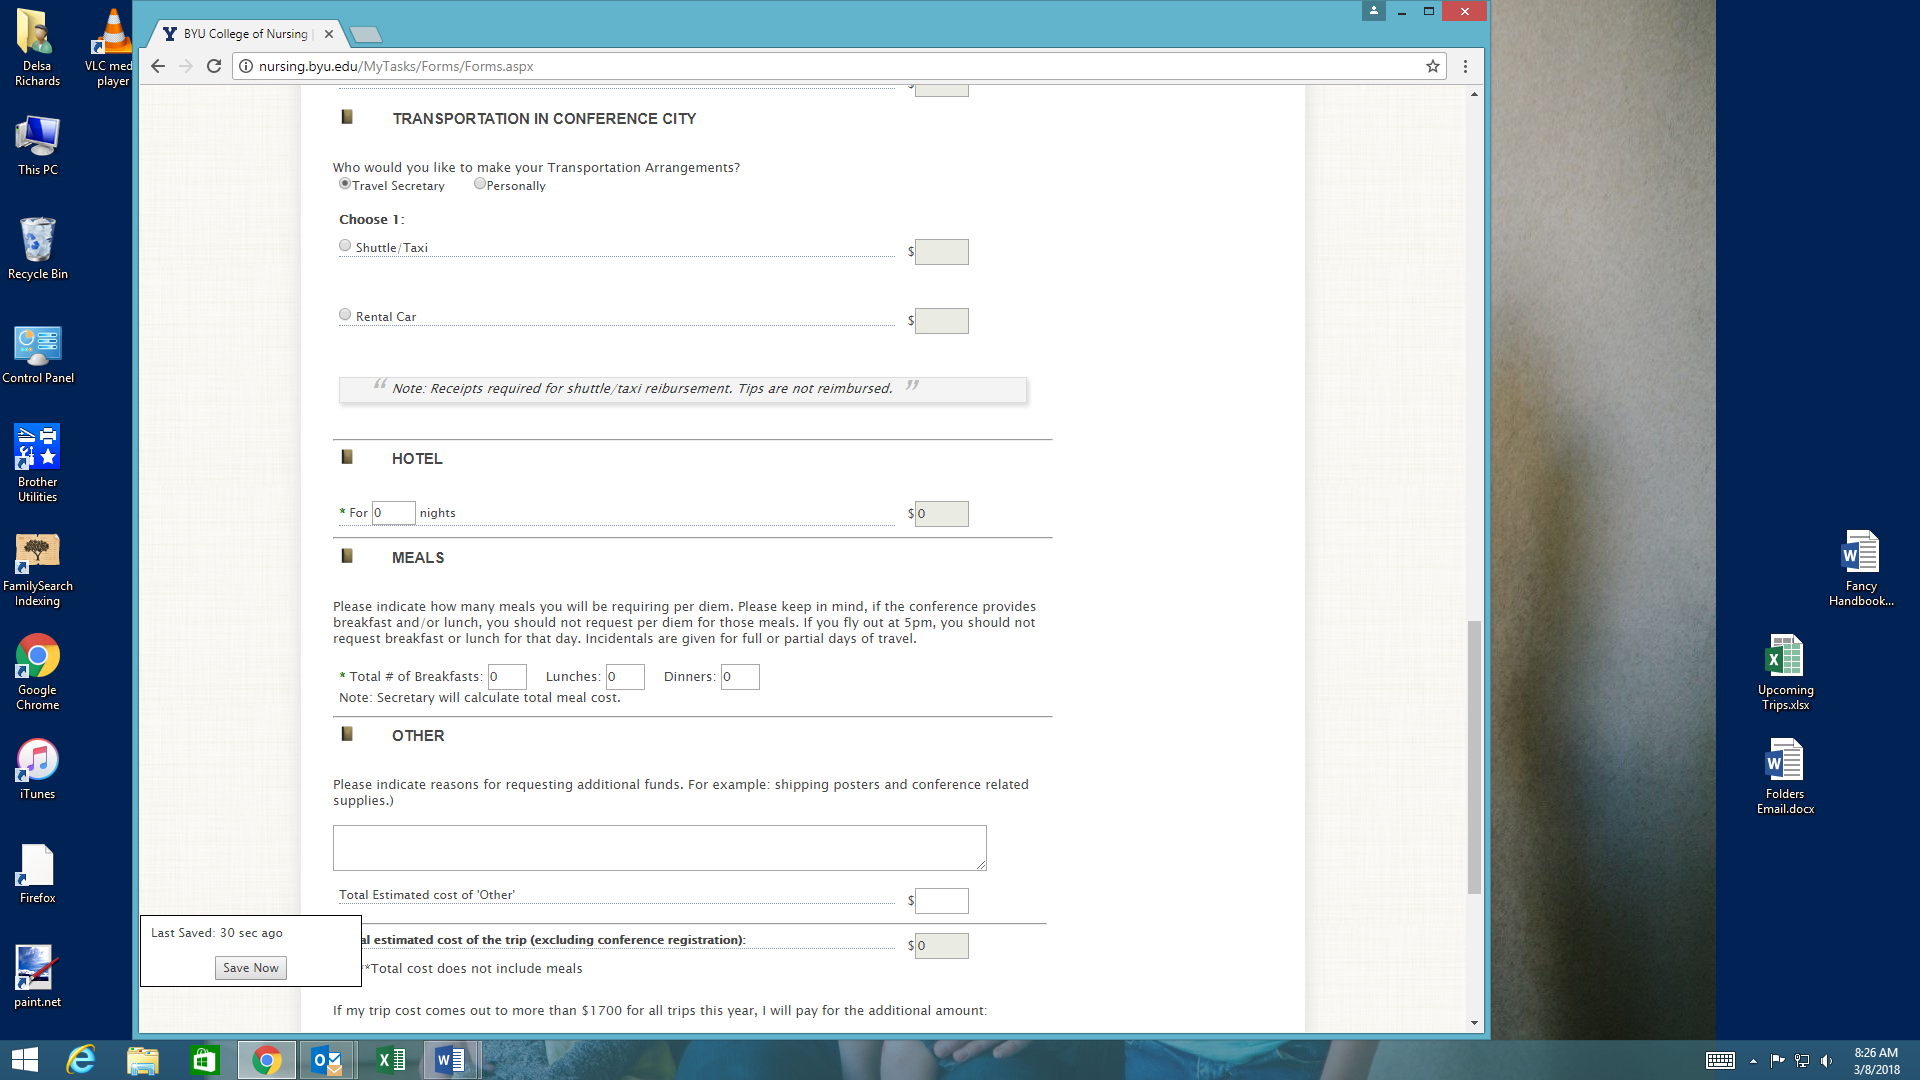 Delsa
Richards
VLC med
player
This PC
Recycle Bin
Control Panel
Brother
Utilities
FamilySearch
Indexing
Google
Chrome
iTunes
Firefox
paint.net
BYU College of Nursing |
nursing.byu.edu/MyTasks/Forms/Forms.aspx
$
TRANSPORTATION IN CONFERENCE CITY
Who would you like to make your Transportation Arrangements?
Travel Secretary Personally
Choose 1:
Shuttle/Taxi $
Rental Car $
“ Note: Receipts required for shuttle/taxi reibursement. Tips are not reimbursed. ”
HOTEL
* For 0 nights $ 0
MEALS
Please indicate how many meals you will be requiring per diem. Please keep in mind, if the conference provides
breakfast and/or lunch, you should not request per diem for those meals. If you fly out at 5pm, you should not
request breakfast or lunch for that day. Incidentals are given for full or partial days of travel.
* Total # of Breakfasts: 0 Lunches: 0 Dinners: 0
Note: Secretary will calculate total meal cost.
OTHER
Please indicate reasons for requesting additional funds. For example: shipping posters and conference related
supplies.)
Total Estimated cost of 'Other' $
al estimated cost of the trip (excluding conference registration): $ 0
**Total cost does not include meals
If my trip cost comes out to more than $1700 for all trips this year, I will pay for the additional amount:
Last Saved: 30 sec ago
Save Now
Fancy
Handbook...
Upcoming
Trips.xlsx
Folders
Email.docx
8:26 AM
3/8/2018